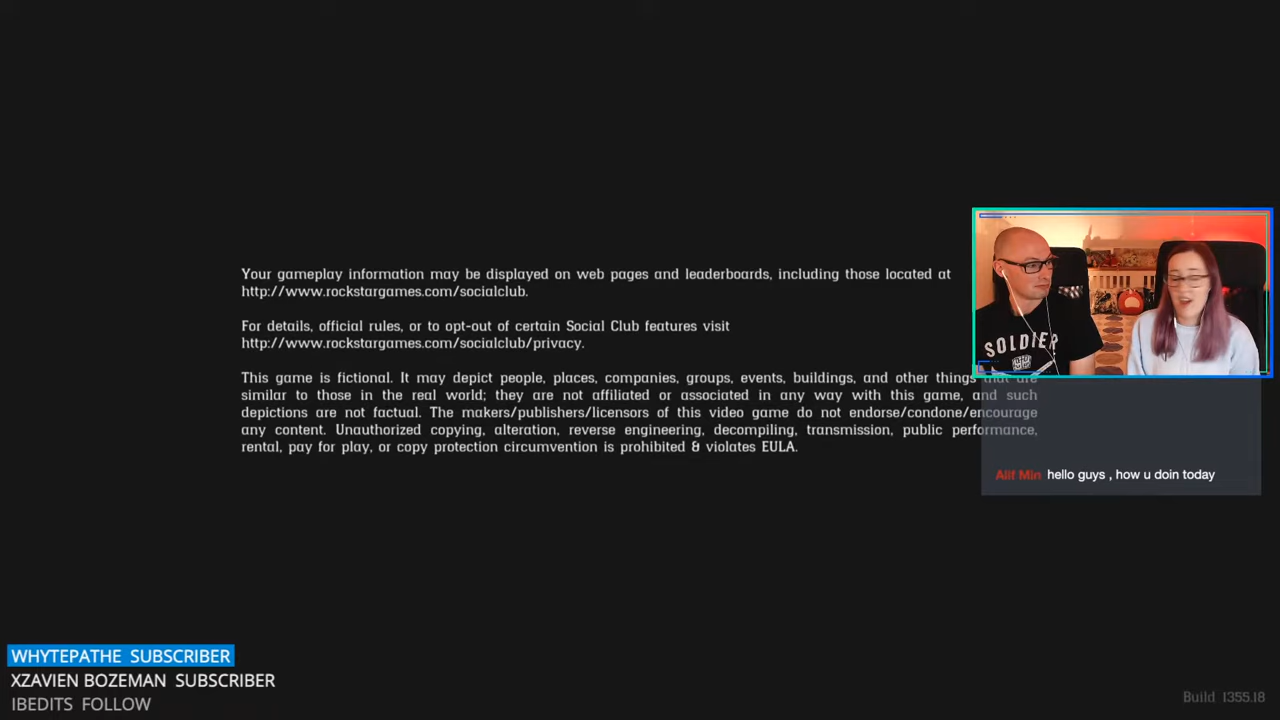 Your gameplay information may be displayed on web pages and leaderboards, including those located at
http://www.rockstargames.com/socialclub.
For details, official rules, or to opt-out of certain Social Club features visit
http://www.rockstargames.com/socialclub/privacy.
This game is fictional. It may depict people, places, companies, groups, events, buildings, and other things that are
similar to those in the real world; they are not affiliated or associated in any way with this game, and such
depictions are not factual. The makers/publishers/licensors of this video game do not endorse/condone/encourage
any content. Unauthorized copying, alteration, reverse engineering, decompiling, transmission, public performance,
rental, pay for play, or copy protection circumvention is prohibited & violates EULA.
SOLDIER
Alif Min hello guys , how u doin today
WHYTEPATHE SUBSCRIBER
XZAVIEN BOZEMAN SUBSCRIBER
IBEDITS FOLLOW
Build 1355.18